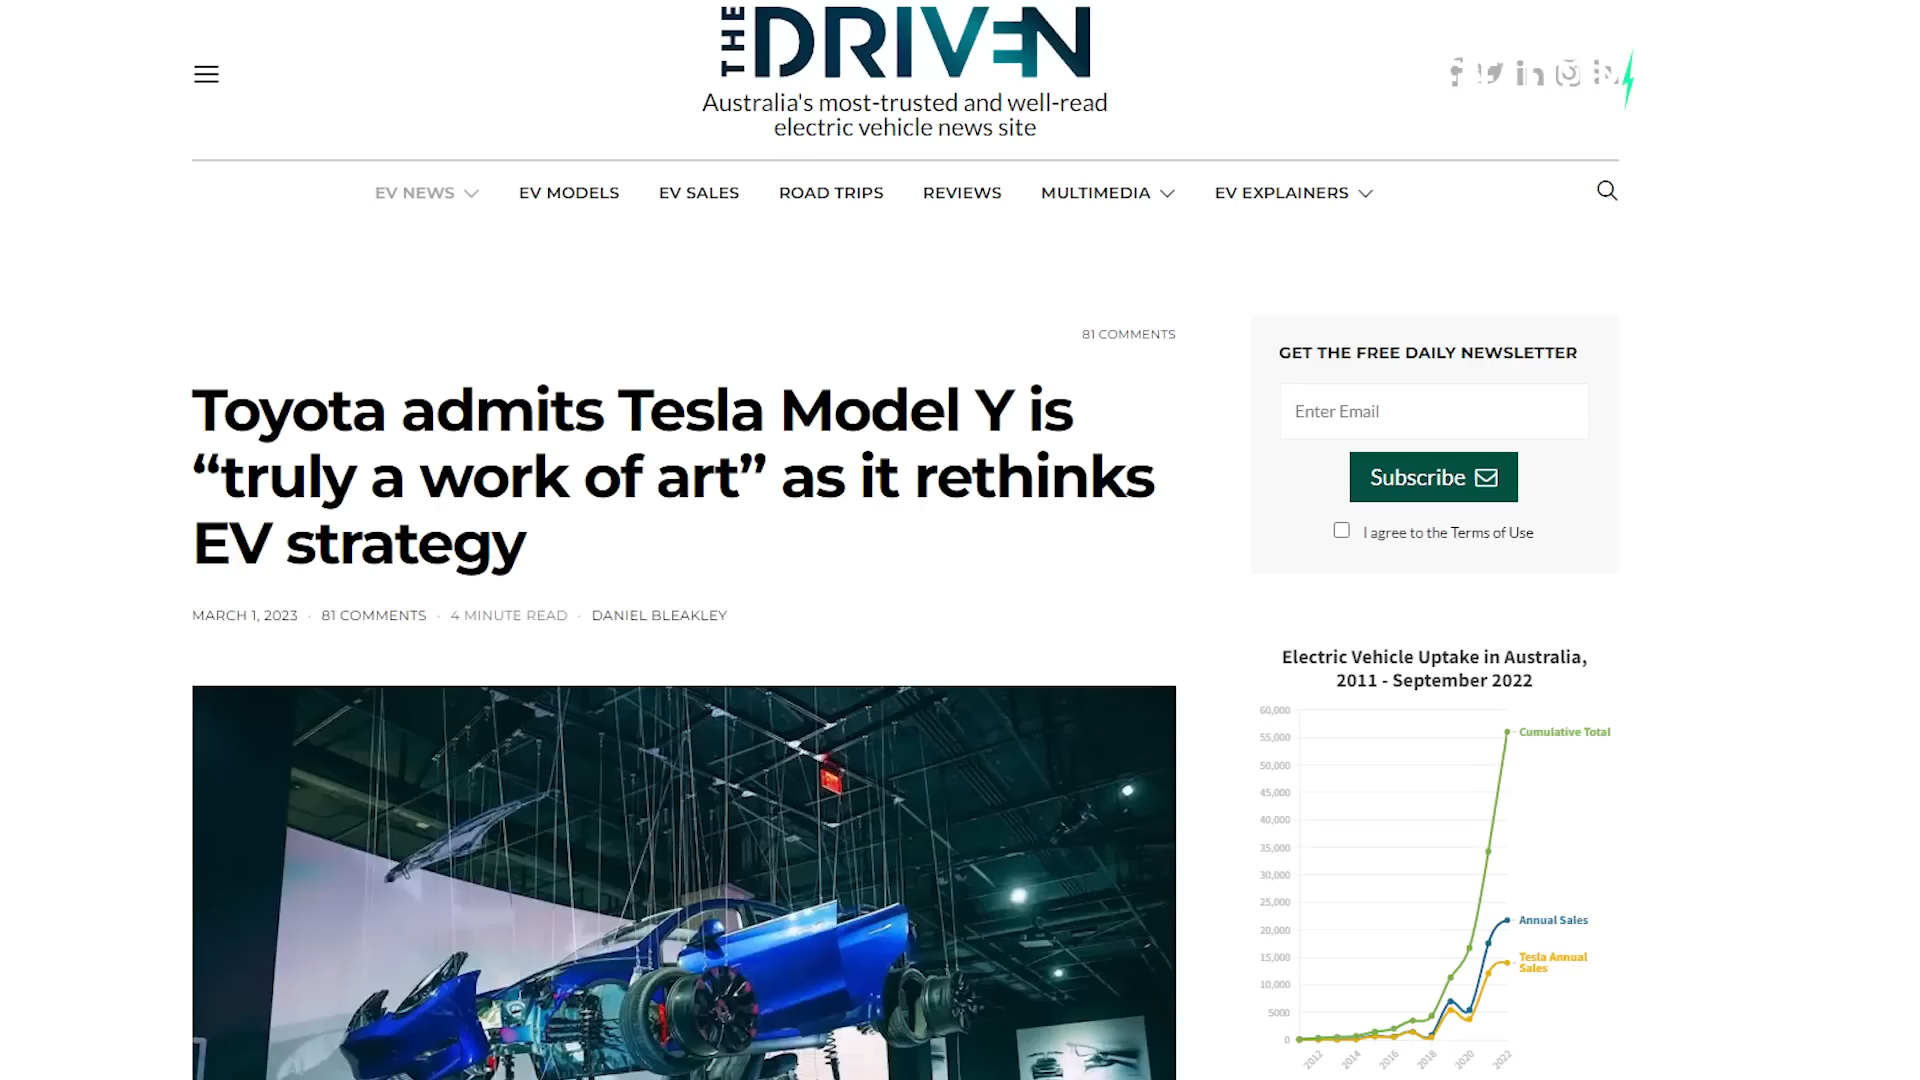 THE DRIVEN
Australia's most-trusted and well-read
electric vehicle news site
EV NEWS
EV MODELS
EV SALES
ROAD TRIPS
REVIEWS
MULTIMEDIA
EV EXPLAINERS
81 COMMENTS
Toyota admits Tesla Model Y is
“truly a work of art” as it rethinks
EV strategy
MARCH 1, 2023 · 81 COMMENTS · 4 MINUTE READ · DANIEL BLEAKLEY
GET THE FREE DAILY NEWSLETTER
Enter Email
Subscribe
I agree to the Terms of Use
Electric Vehicle Uptake in Australia,
2011 - September 2022
60,000
55,000
50,000
45,000
40,000
35,000
30,000
25,000
20,000
15,000
10,000
5000
0
Cumulative Total
Annual Sales
Tesla Annual
Sales
2012
2014
2016
2018
2020
2022